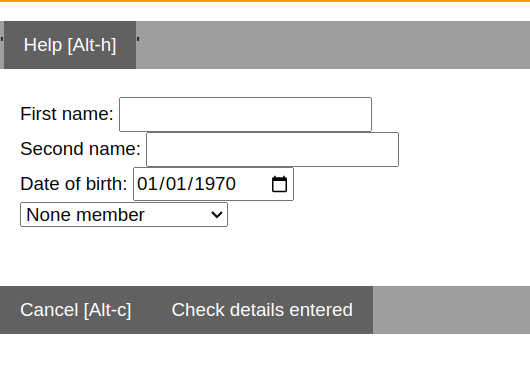 ' Help [Alt-h] '
First name:
Second name:
Date of birth: 01/01/1970
None member
Cancel [Alt-c] Check details entered